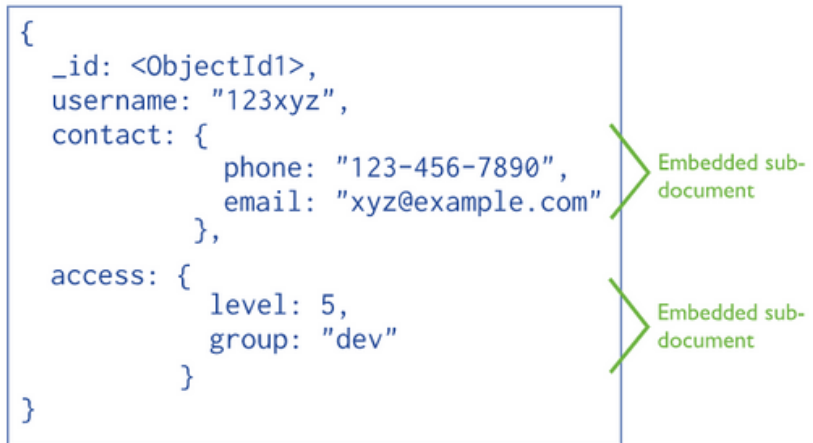 {
_id: <ObjectId1>,
username: "123xyz",
contact: {
phone: "123-456-7890",
email: "xyz@example.com"
},
Embedded sub-
document
access: {
level: 5,
group: "dev"
}
Embedded sub-
document
}